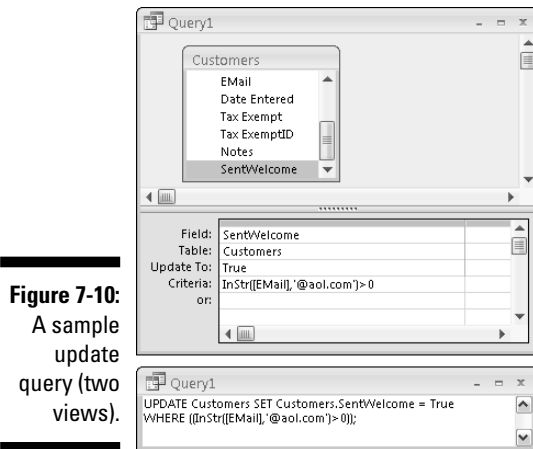 Query1
Customers
EMail
Date Entered
Tax Exempt
Tax ExemptID
Notes
SentWelcome
Field: SentWelcome
Table: Customers
Update To: True
Criteria: InStr([EMail],'@aol.com')>0
or:
Figure 7-10:
A sample
update
query (two
views).
Query1
UPDATE Customers SET Customers.SentWelcome = True
WHERE ((InStr([EMail],'@aol.com')>0));